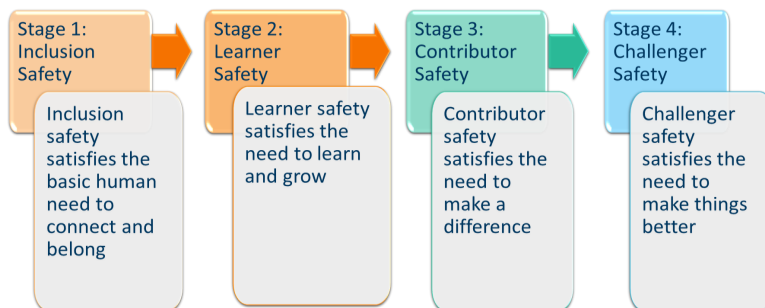 Stage 1:
Inclusion
Safety
Inclusion
safety
satisfies the
basic human
need to
connect and
belong
Stage 2:
Learner
Safety
Learner safety
satisfies the
need to learn
and grow
Stage 3:
Contributor
Safety
Contributor
safety
satisfies the
need to
make a
difference
Stage 4:
Challenger
Safety
Challenger
safety
satisfies the
need to
make things
better